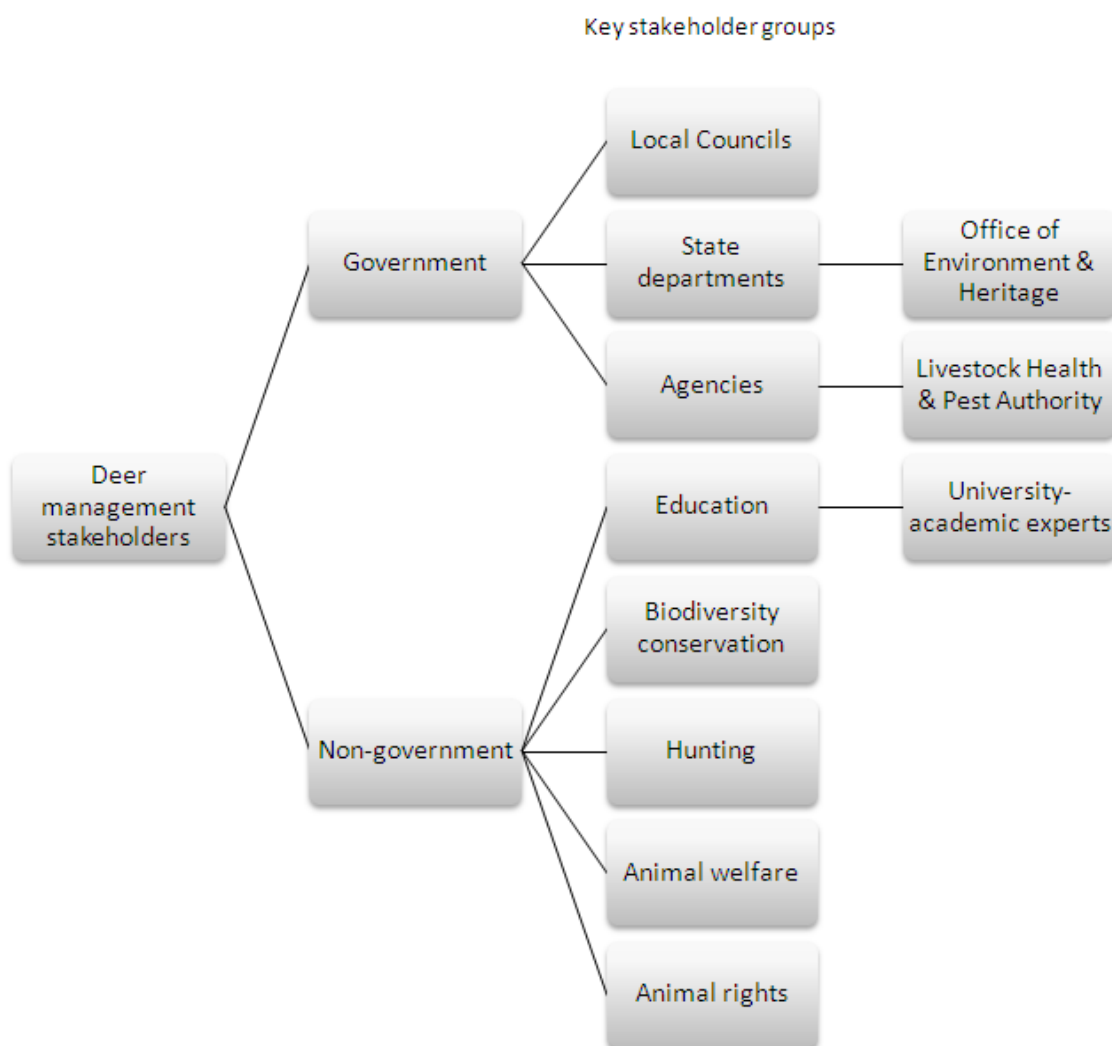 Key stakeholder groups
Local Councils
Government
State
departments
Office of
Environment &
Heritage
Agencies
Livestock Health
& Pest Authority
Deer
management
stakeholders
Education
University-
academic experts
Biodiversity
conservation
Non-government
Hunting
Animal welfare
Animal rights